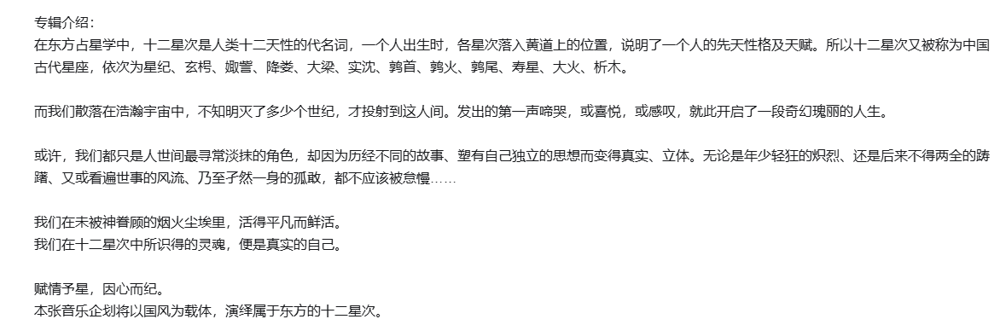 专辑介绍：
在东方占星学中，十二星次是人类十二天性的代名词，一个人出生时，各星次落入黄道上的位置，说明了一个人的先天性格及天赋。所以十二星次又被称为中国
古代星座，依次为星纪、玄枵、娵訾、降娄、大梁、实沈、鹑首、鹑火、鹑尾、寿星、大火、析木。
而我们散落在浩瀚宇宙中，不知明灭了多少个世纪，才投射到这人间。发出的第一声啼哭，或喜悦，或感叹，就此开启了一段奇幻瑰丽的人生。
或许，我们都只是人世间最寻常淡抹的角色，却因为历经不同的故事、塑有自己独立的思想而变得真实、立体。无论是年少轻狂的炽烈、还是后来不得两全的踌
躇、又或看遍世事的风流、乃至孑然一身的孤敢，都不应该被怠慢……
我们在未被神眷顾的烟火尘埃里，活得平凡而鲜活。
我们在十二星次中所识得的灵魂，便是真实的自己。
赋情予星，因心而纪。
本张音乐企划将以国风为载体，演绎属于东方的十二星次。